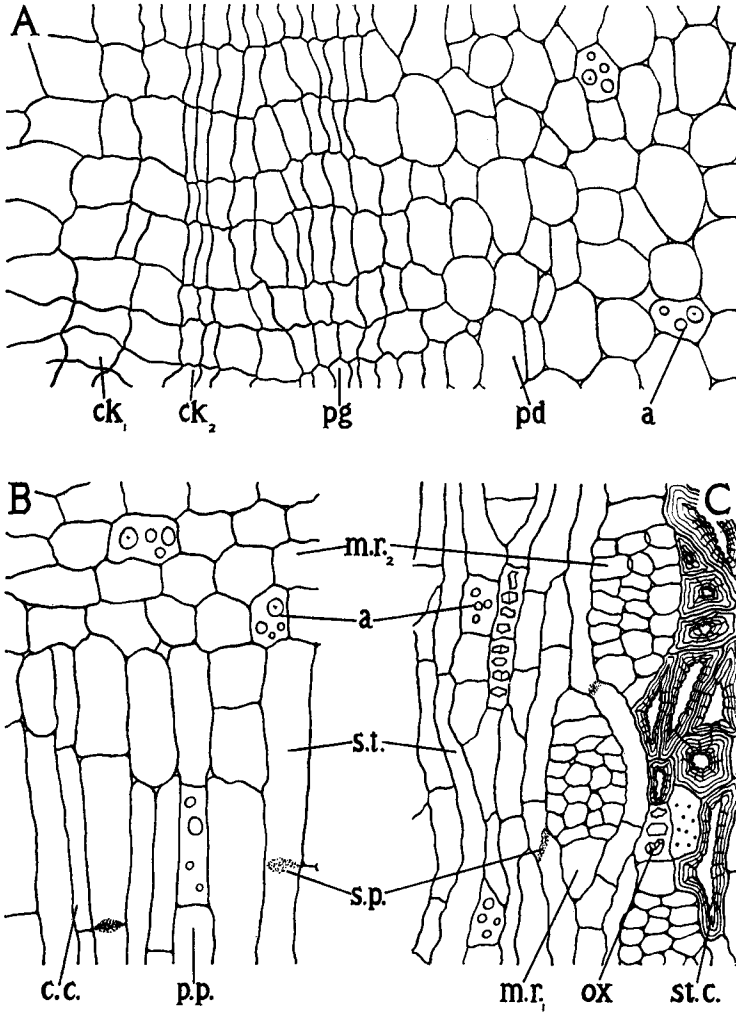 A
ck₁ ck₂ pg pd a
B C
m.r.₂
a
s.t.
s.p.
c.c. p.p. m.r.₁ ox st.c.